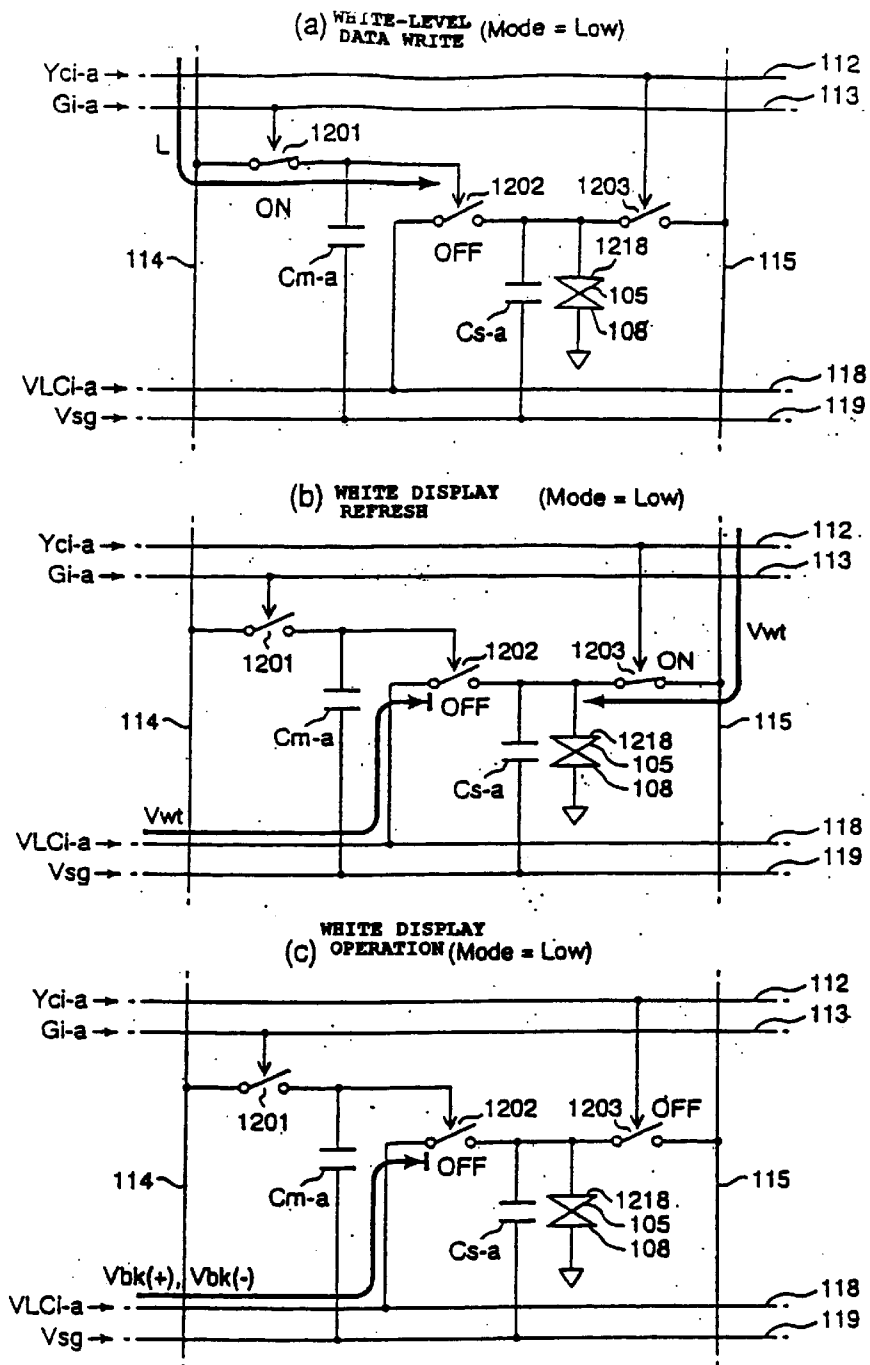 (a) WHITE-LEVEL DATA WRITE (Mode = Low)
Yci-a
112
Gi-a
113
L
1201
ON
1202
1203
OFF
1218
105
108
114
115
Cm-a
Cs-a
VLCi-a
118
Vsg
119
(b) WHITE DISPLAY REFRESH (Mode = Low)
Yci-a
112
Gi-a
113
Vwt
1201
1202
1203
ON
OFF
1218
105
108
114
115
Cm-a
Cs-a
Vwt
VLCi-a
118
Vsg
119
(c) WHITE DISPLAY OPERATION (Mode = Low)
Yci-a
112
Gi-a
113
1201
1202
1203
OFF
OFF
1218
105
108
114
115
Cm-a
Cs-a
Vbk(+), Vbk(-)
VLCi-a
118
Vsg
119